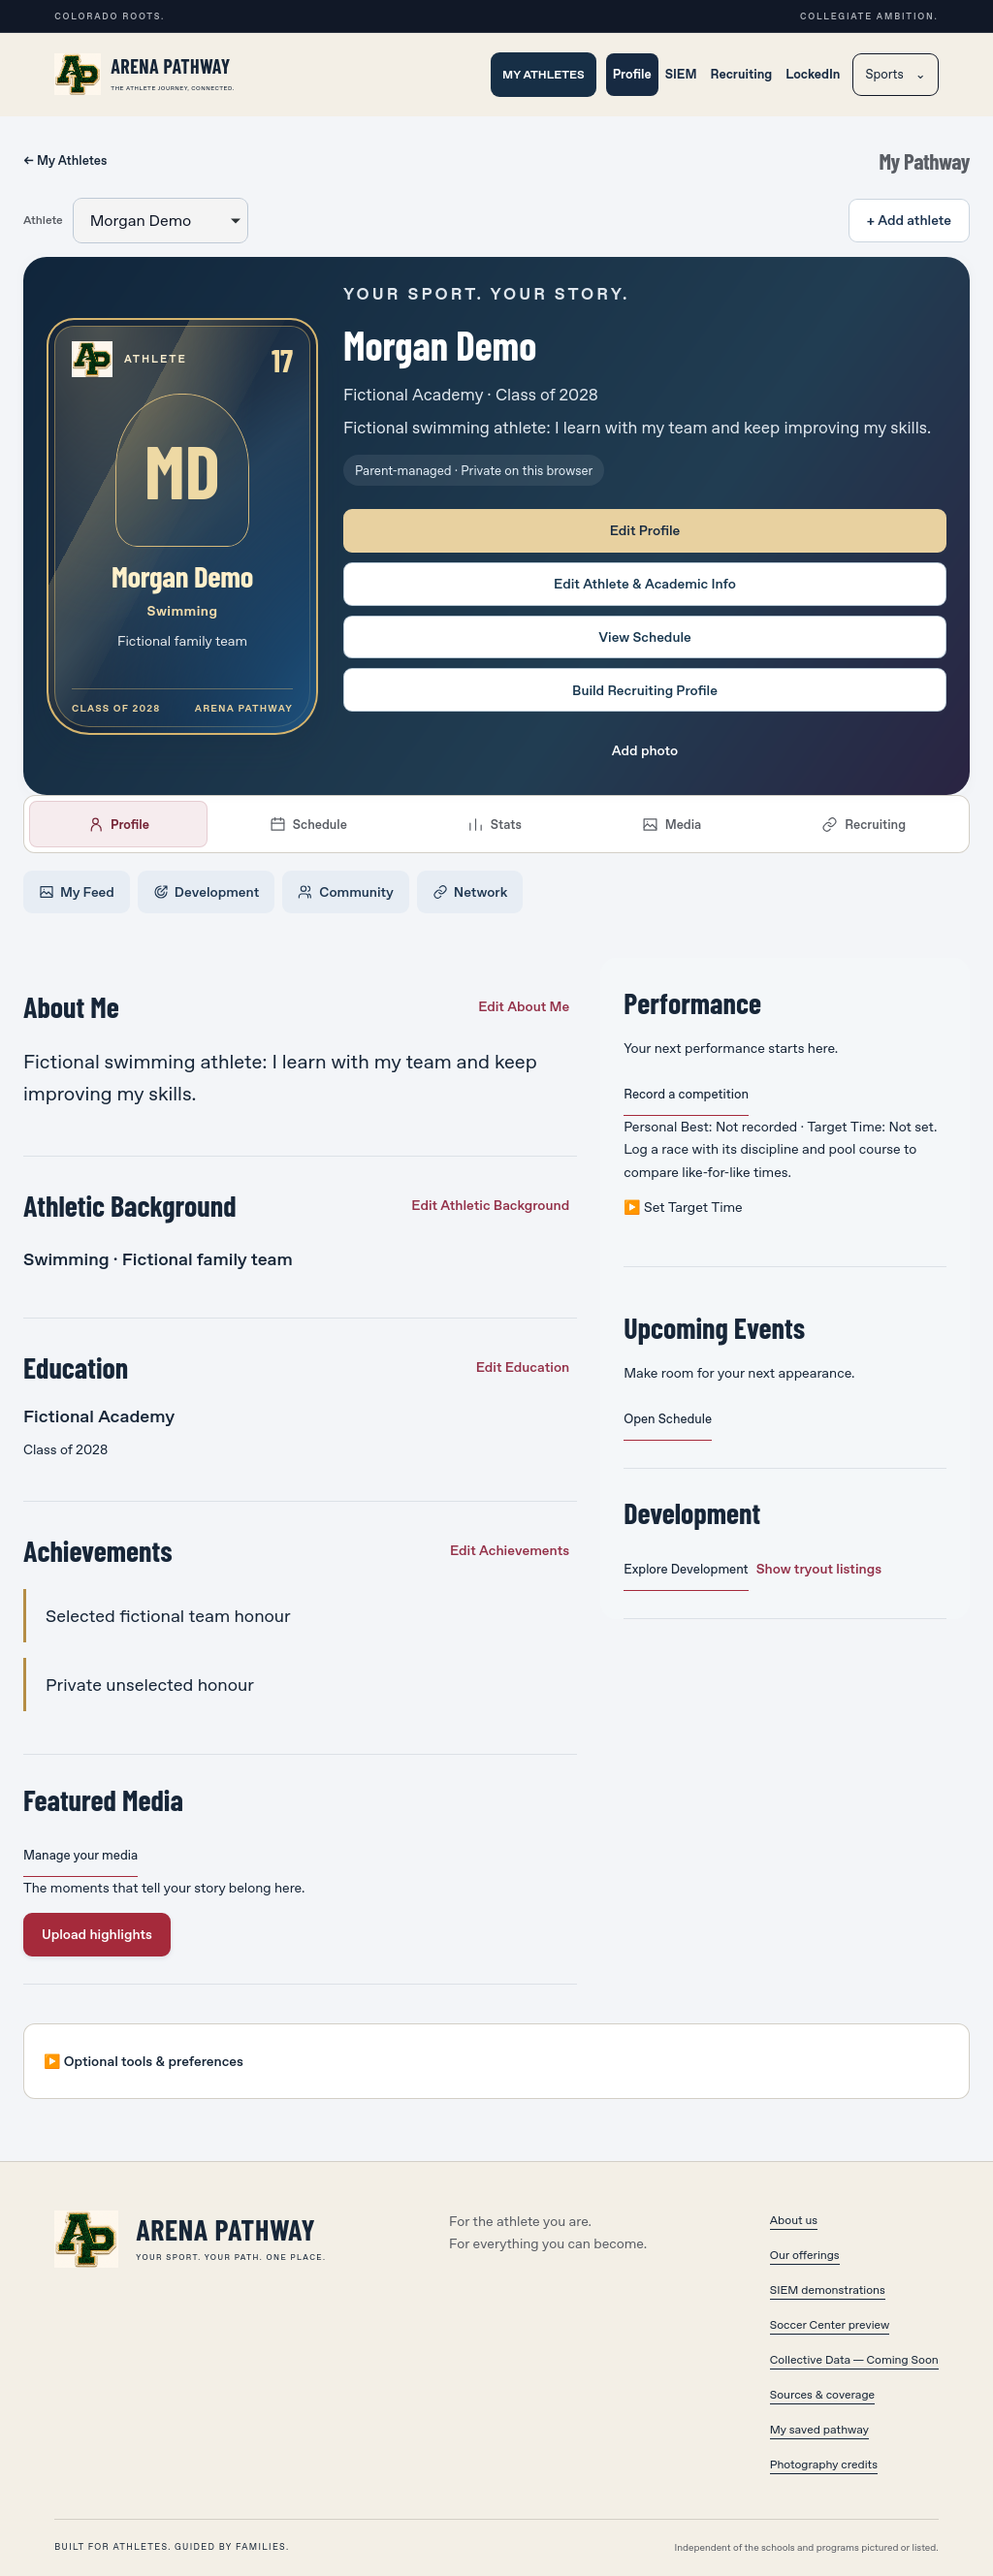 COLORADO ROOTS.
COLLEGIATE AMBITION.
AP
ARENA PATHWAY
THE ATHLETE JOURNEY, CONNECTED.
MY ATHLETES
Profile
SIEM
Recruiting
LockedIn
Sports
← My Athletes
My Pathway
Athlete
Morgan Demo
+ Add athlete
AP
ATHLETE
17
MD
Morgan Demo
Swimming
Fictional family team
CLASS OF 2028
ARENA PATHWAY
YOUR SPORT. YOUR STORY.
Morgan Demo
Fictional Academy · Class of 2028
Fictional swimming athlete: I learn with my team and keep improving my skills.
Parent-managed · Private on this browser
Edit Profile
Edit Athlete & Academic Info
View Schedule
Build Recruiting Profile
Add photo
Profile
Schedule
Stats
Media
Recruiting
My Feed
Development
Community
Network
About Me
Edit About Me
Fictional swimming athlete: I learn with my team and keep
improving my skills.
Athletic Background
Edit Athletic Background
Swimming · Fictional family team
Education
Edit Education
Fictional Academy
Class of 2028
Achievements
Edit Achievements
Selected fictional team honour
Private unselected honour
Featured Media
Manage your media
The moments that tell your story belong here.
Upload highlights
Performance
Your next performance starts here.
Record a competition
Personal Best: Not recorded · Target Time: Not set.
Log a race with its discipline and pool course to
compare like-for-like times.
▶ Set Target Time
Upcoming Events
Make room for your next appearance.
Open Schedule
Development
Explore Development
Show tryout listings
▶ Optional tools & preferences
AP
ARENA PATHWAY
YOUR SPORT. YOUR PATH. ONE PLACE.
For the athlete you are.
For everything you can become.
About us
Our offerings
SIEM demonstrations
Soccer Center preview
Collective Data — Coming Soon
Sources & coverage
My saved pathway
Photography credits
BUILT FOR ATHLETES. GUIDED BY FAMILIES.
Independent of the schools and programs pictured or listed.